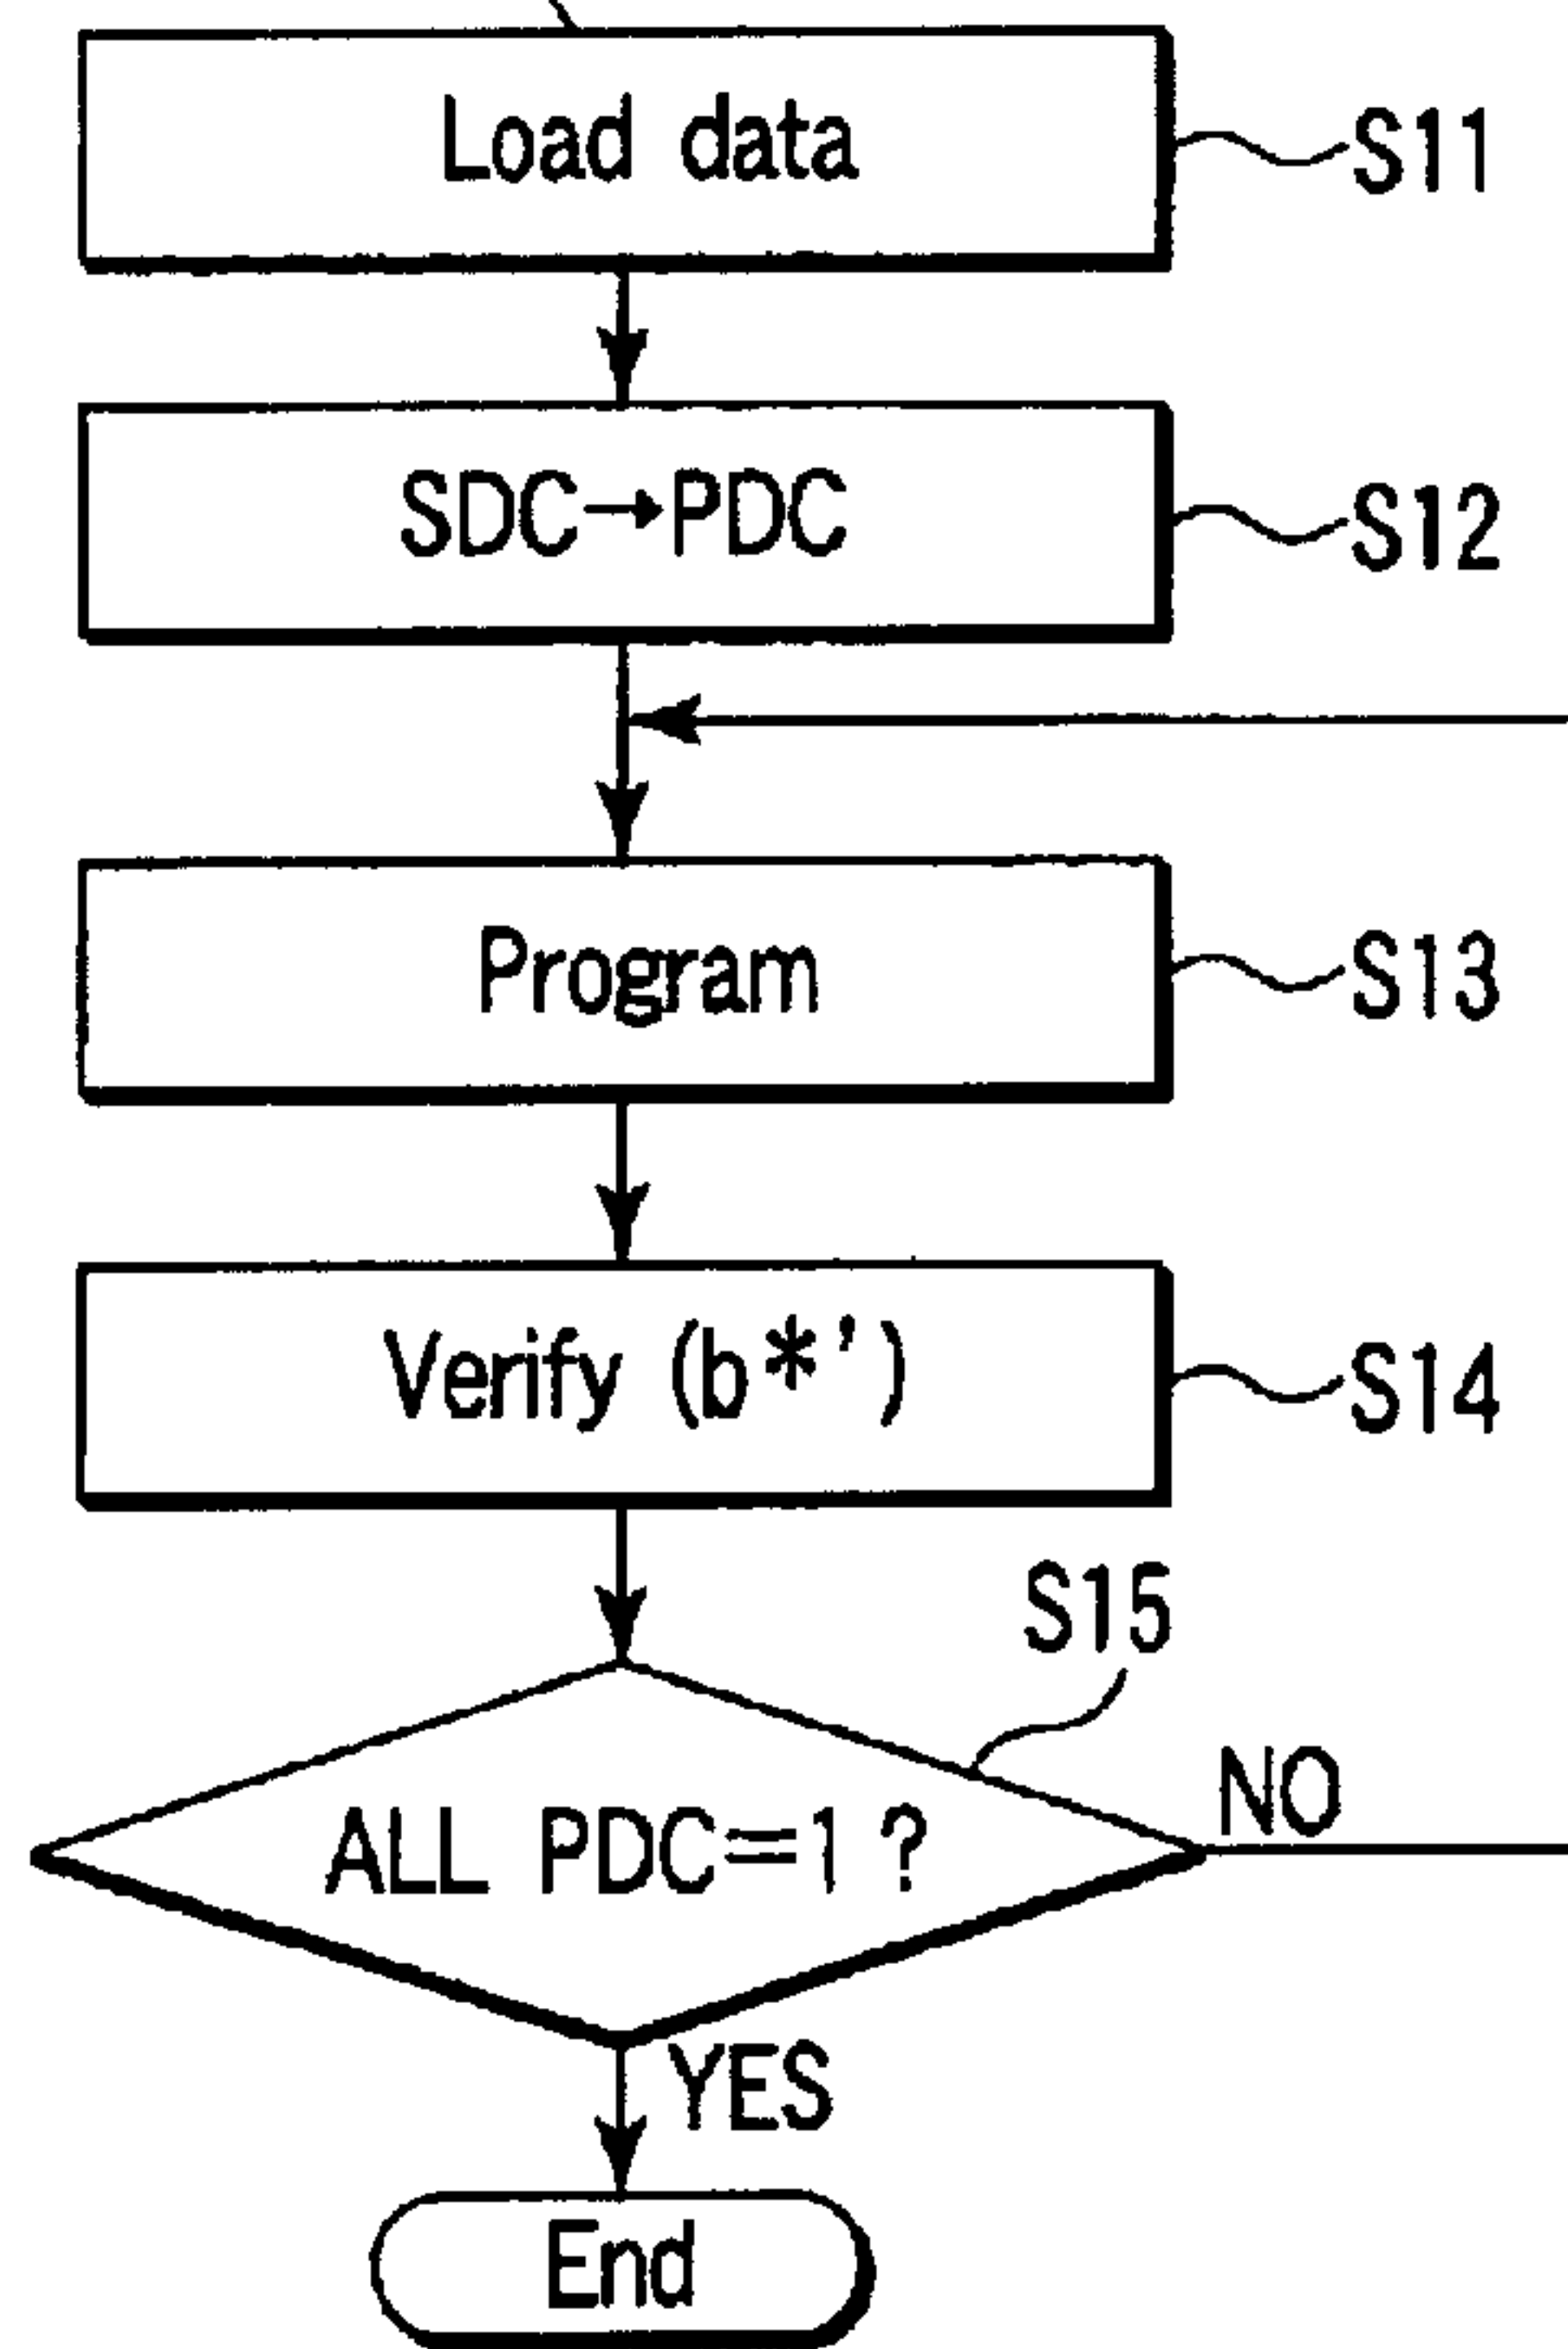 Load data
S11
SDC→PDC
S12
Program
S13
Verify (b*')
S14
S15
ALL PDC=1 ?
NO
YES
End